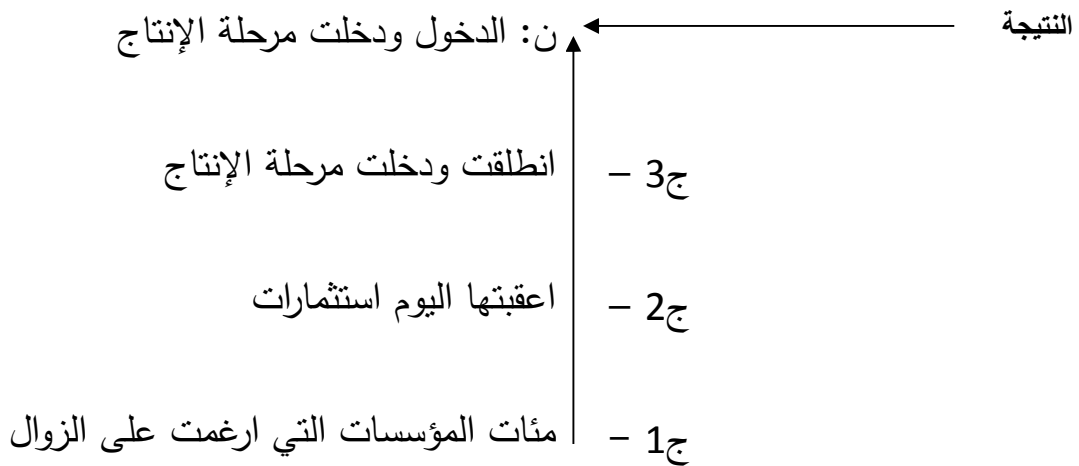 النتيجة
ن: الدخول ودخلت مرحلة الإنتاج
ج3 – انطلقت ودخلت مرحلة الإنتاج
ج2 – اعقبتها اليوم استثمارات
ج1 – مئات المؤسسات التي ارغمت على الزوال